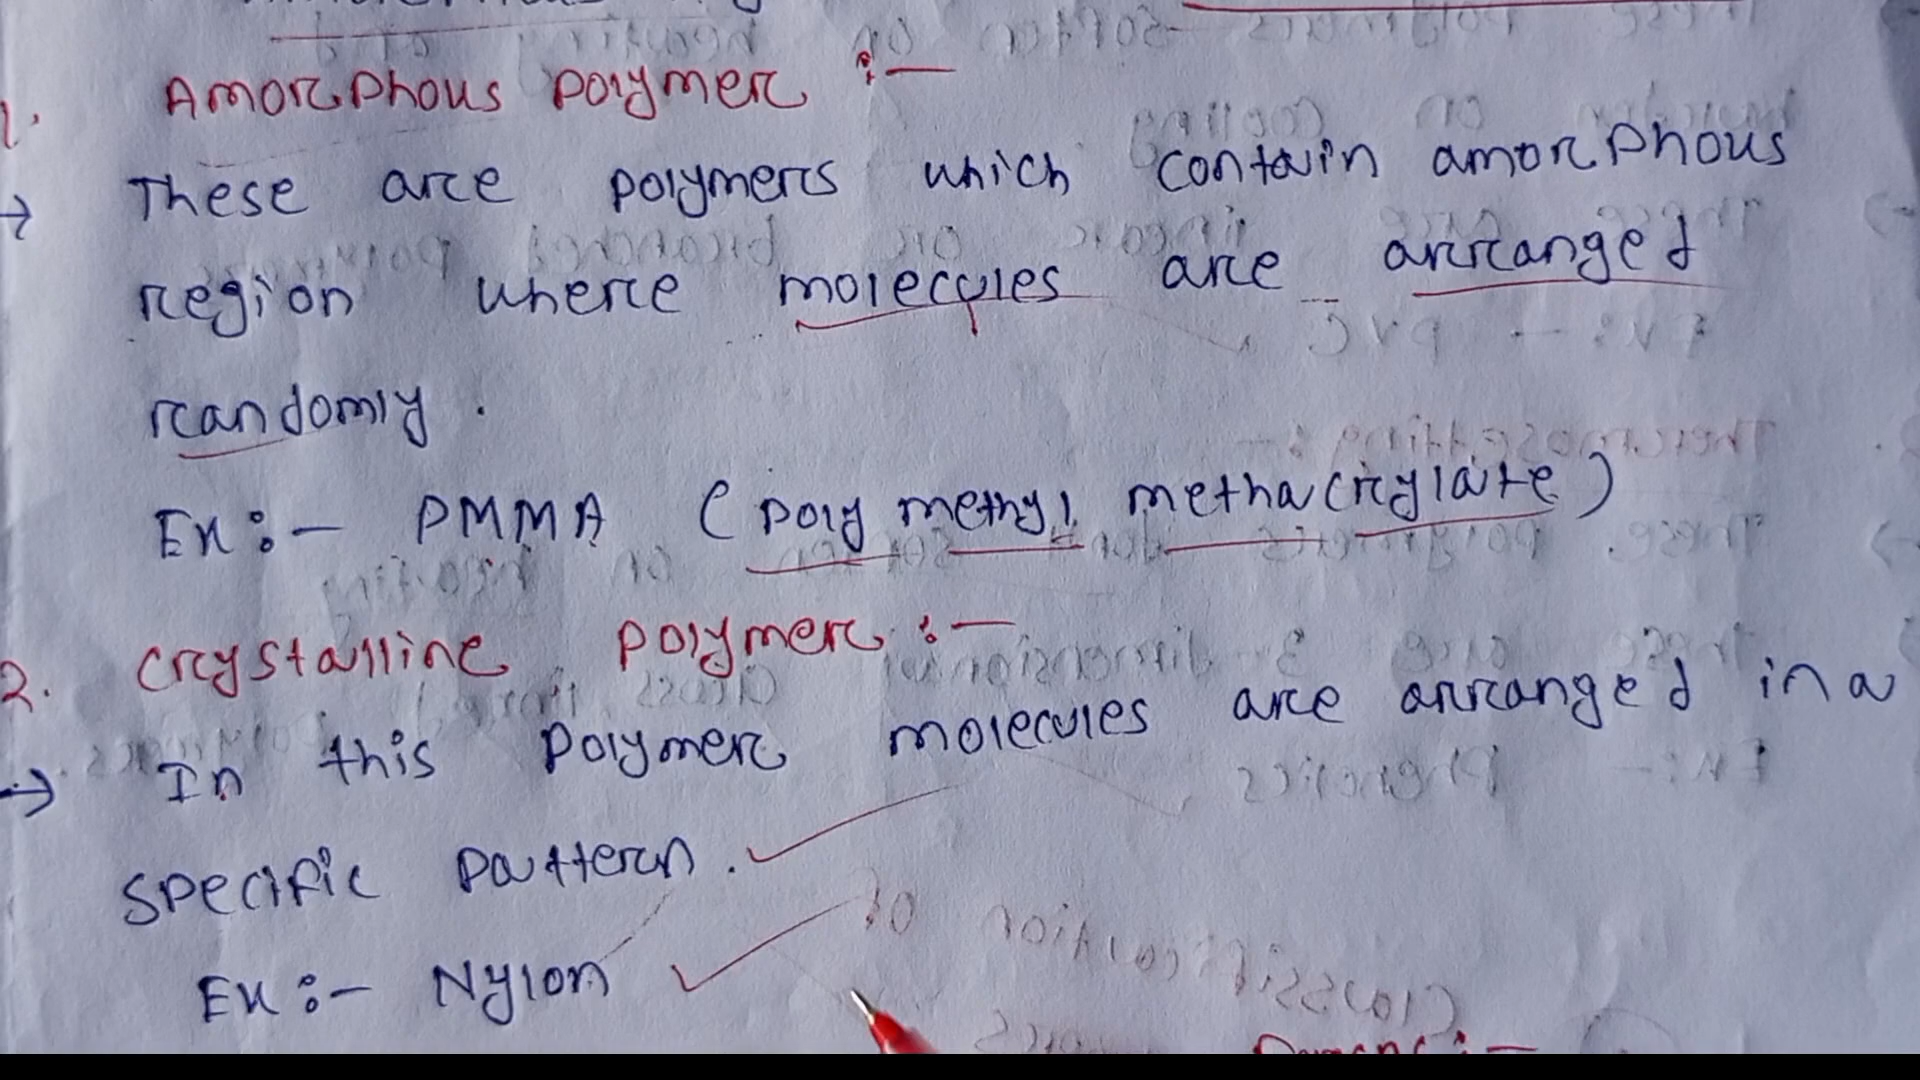 1. Amorphous polymer :-
→ These are polymers which contain amorphous
region where molecules are arranged
randomly.
Ex:- PMMA (poly methyl methacrylate)
2. Crystalline polymer :-
→ In this polymer molecules are arranged in a
specific pattern.
Ex:- Nylon